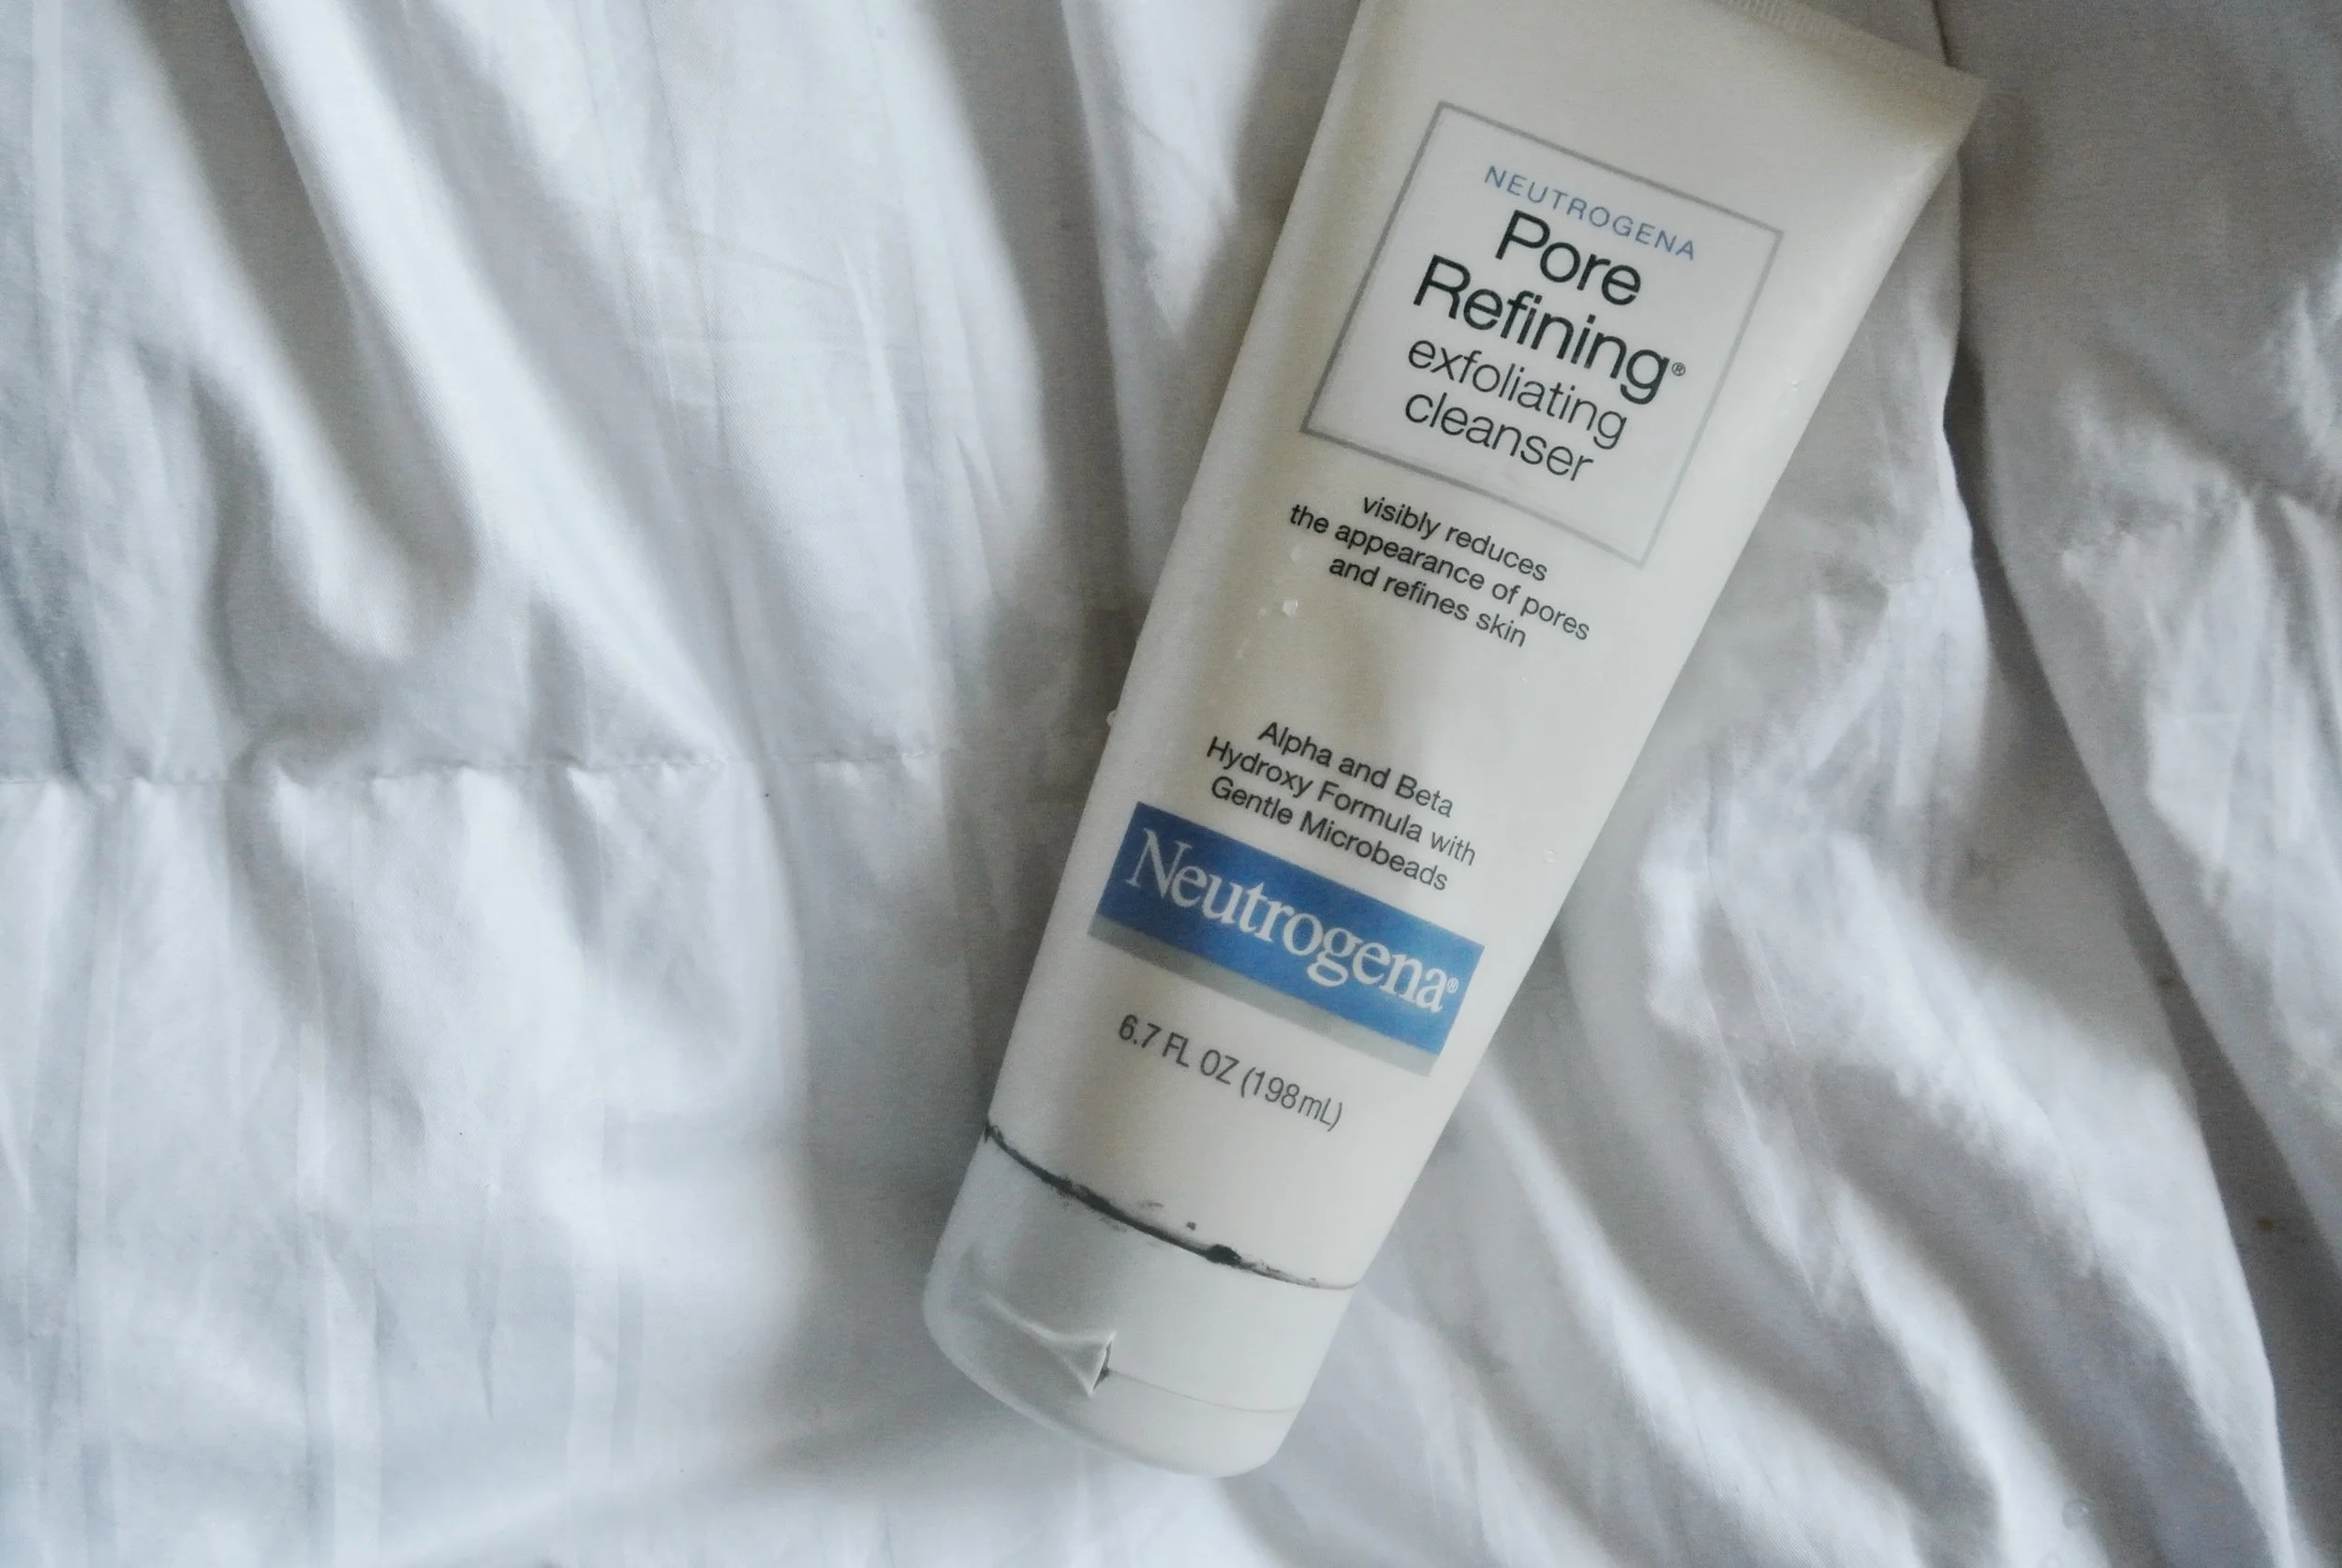 NEUTROGENA
Pore
Refining®
exfoliating
cleanser
visibly reduces
the appearance of pores
and refines skin
Alpha and Beta
Hydroxy Formula with
Gentle Microbeads
Neutrogena®
6.7 FL OZ (198mL)